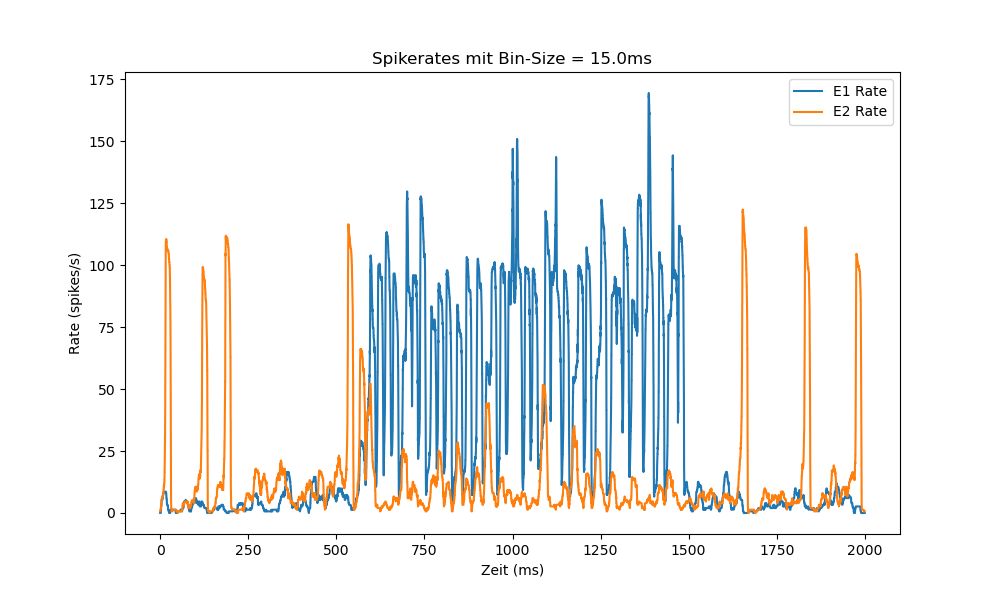 Spikerates mit Bin-Size = 15.0ms
175
150
125
100
75
50
25
0
Rate (spikes/s)
E1 Rate
E2 Rate
0 250 500 750 1000 1250 1500 1750 2000
Zeit (ms)